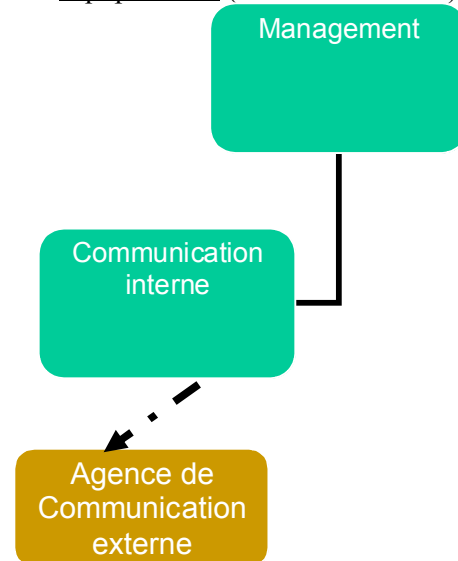 Management
Communication
interne
Agence de
Communication
externe